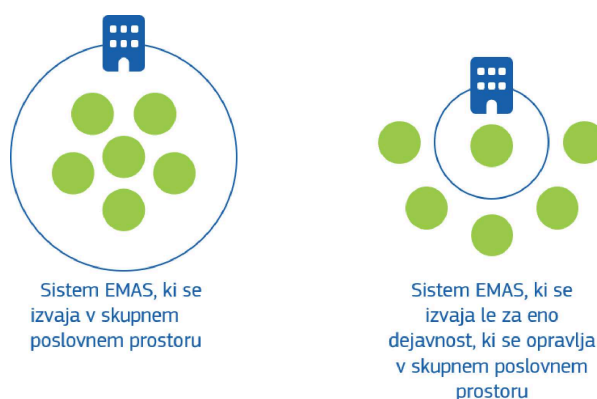 Sistem EMAS, ki se
izvaja v skupnem
poslovnem prostoru
Sistem EMAS, ki se
izvaja le za eno
dejavnost, ki se opravlja
v skupnem poslovnem
prostoru